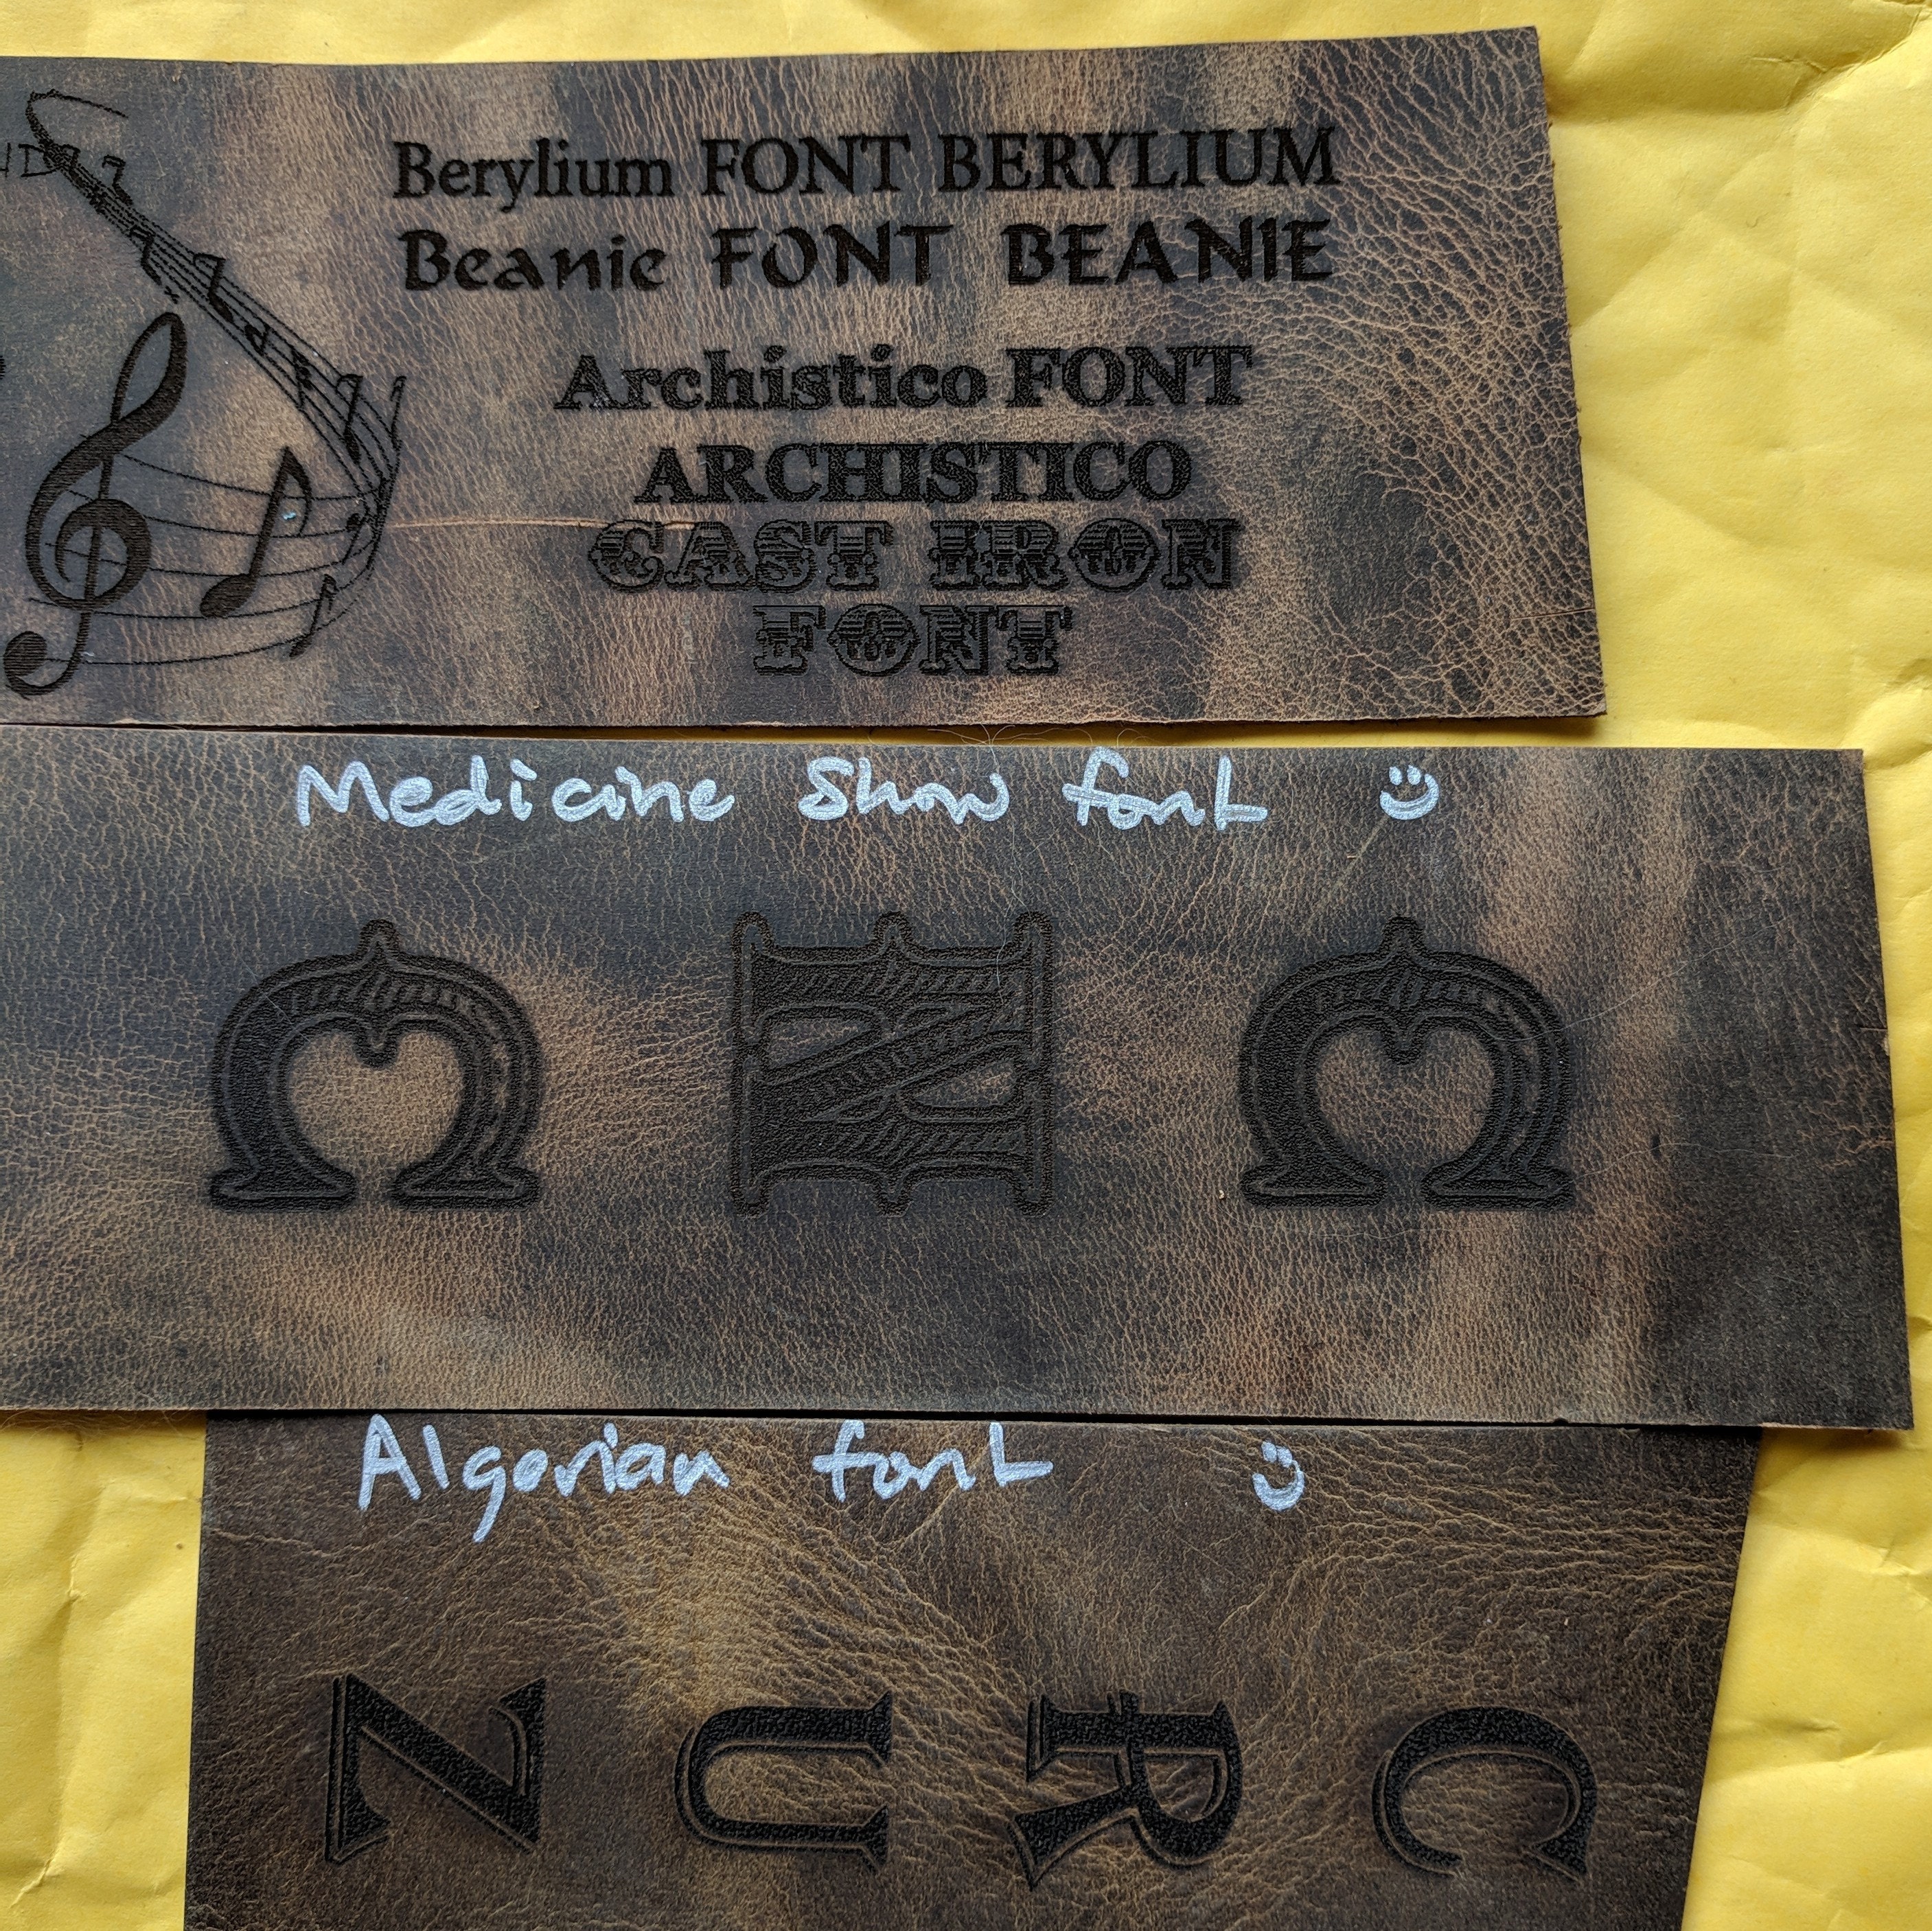 Berylium FONT BERYLIUM
Beanie FONT BEANIE
Archistico FONT
ARCHISTICO
CAST IRON
FONT
Medicine Show font
C N C
Algorian font
C R U Z